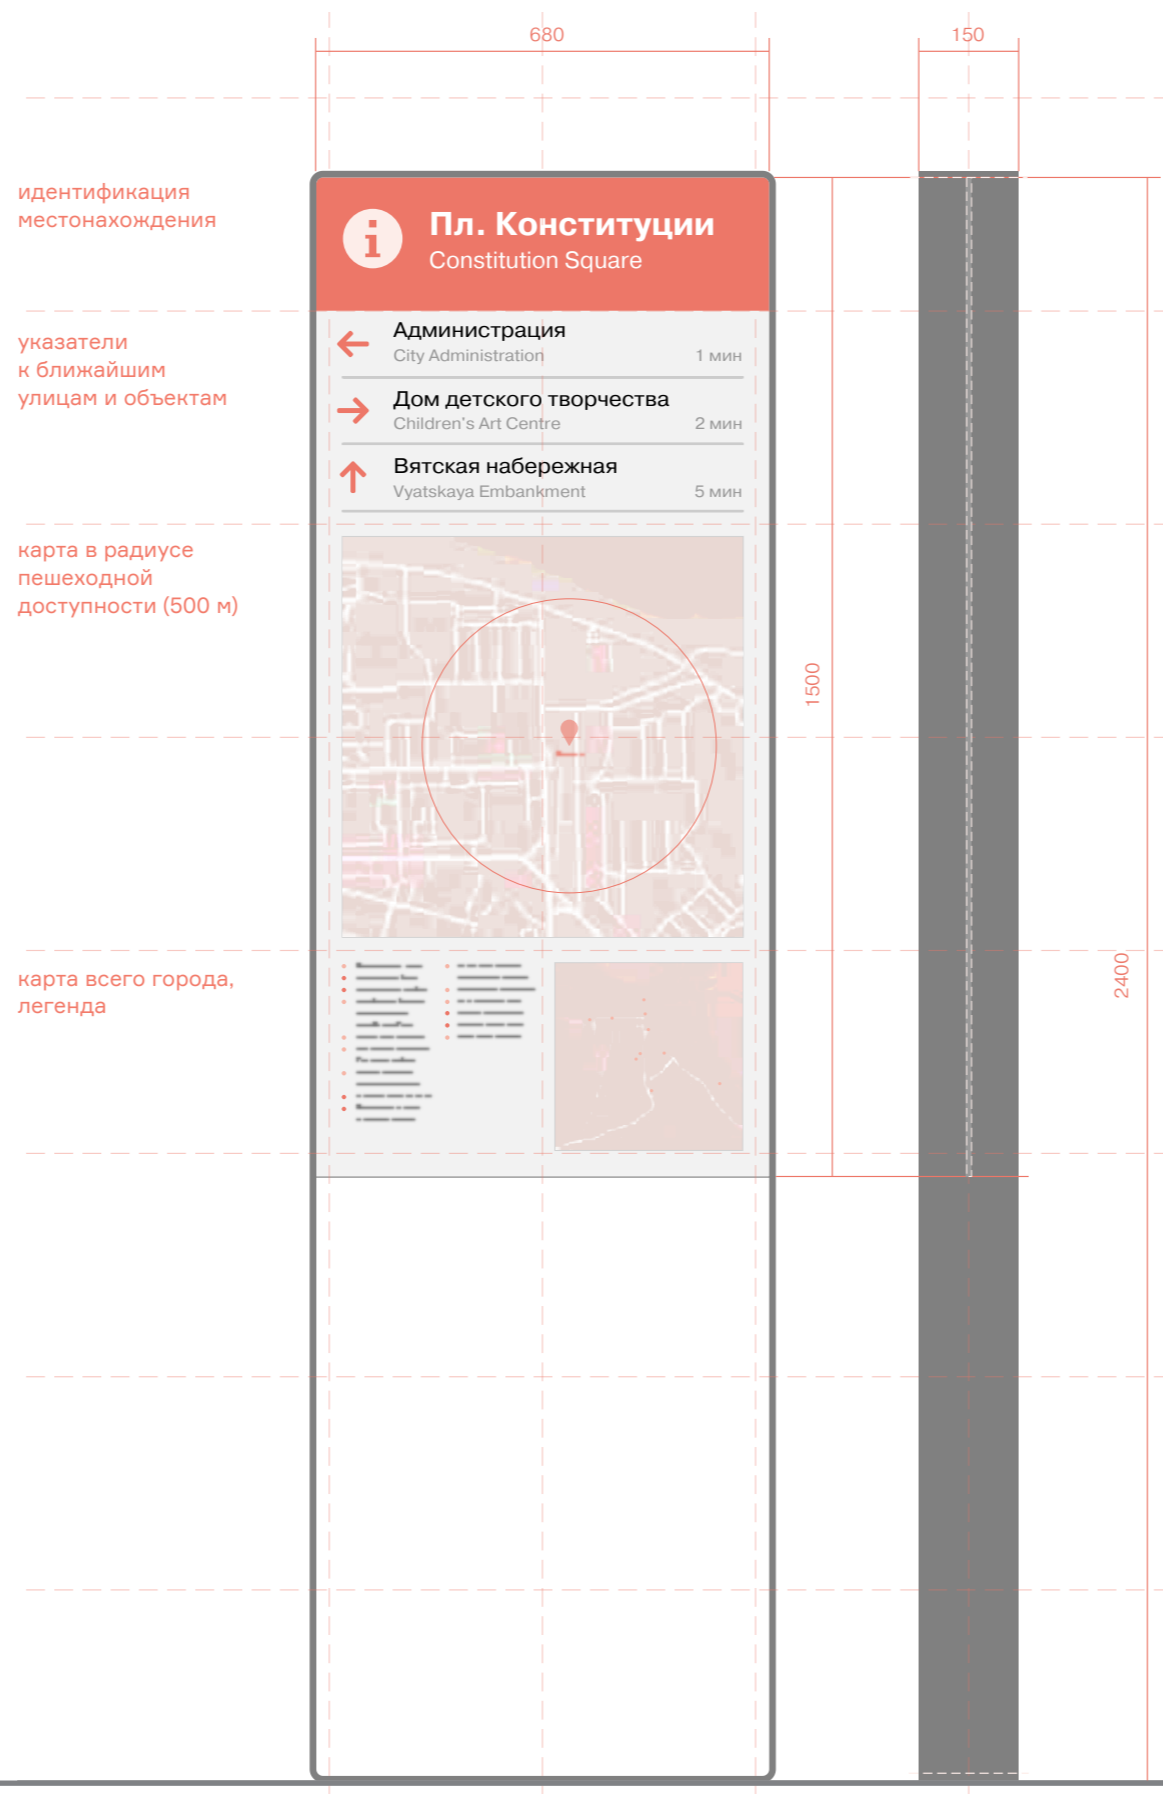 680
150
идентификация
местонахождения
i
Пл. Конституции
Constitution Square
указатели
к ближайшим
улицам и объектам
Администрация
City Administration 1 мин
Дом детского творчества
Children's Art Centre 2 мин
Вятская набережная
Vyatskaya Embankment 5 мин
карта в радиусе
пешеходной
доступности (500 м)
1500
карта всего города,
легенда
2400